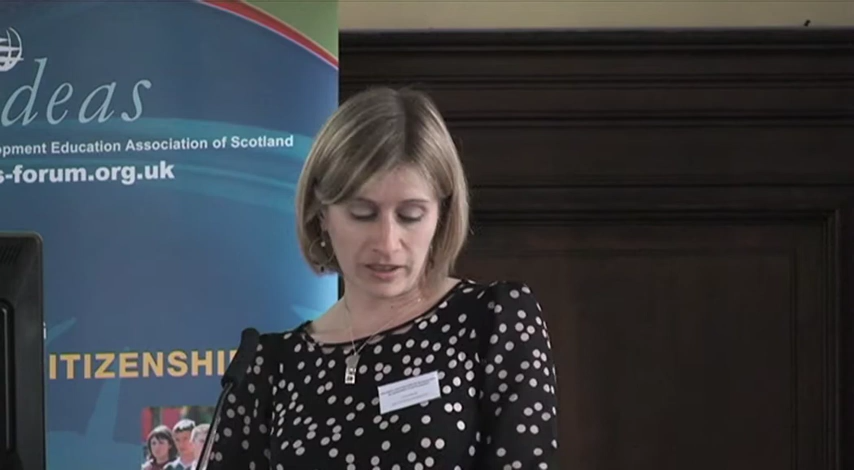 deas
opment Education Association of Scotland
s-forum.org.uk
ITIZENSHI